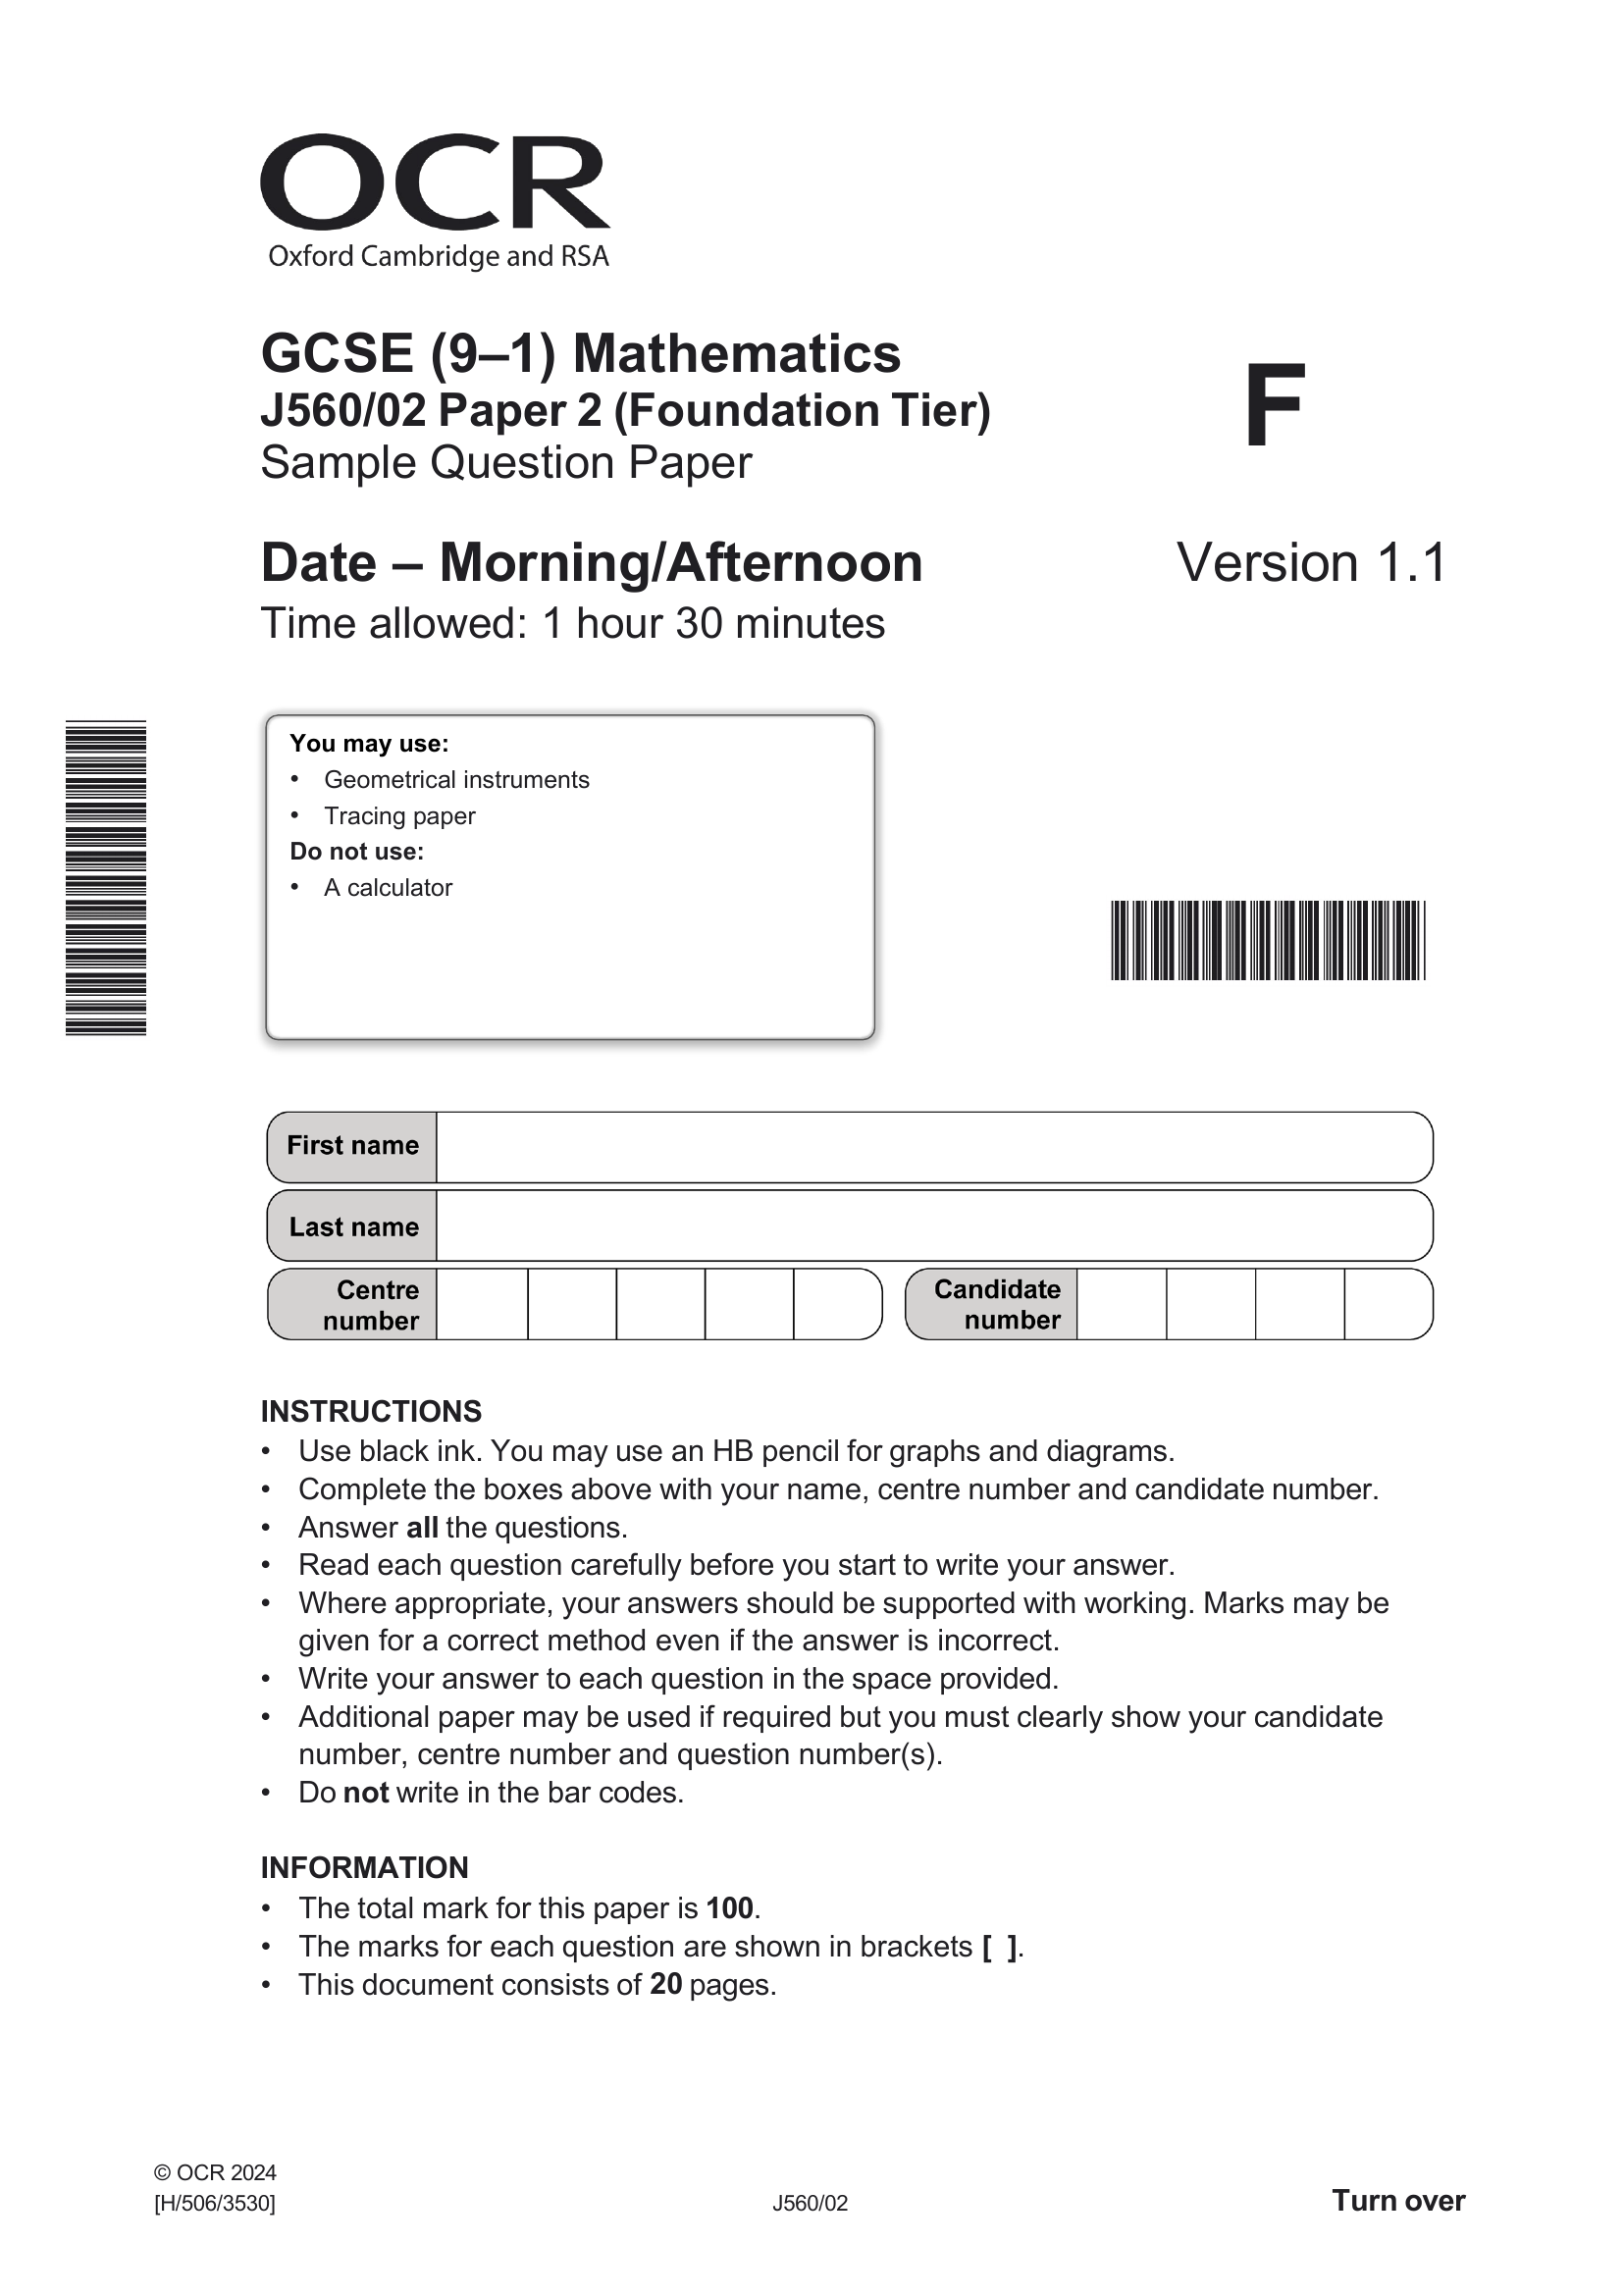 OCR
Oxford Cambridge and RSA
GCSE (9–1) Mathematics
J560/02 Paper 2 (Foundation Tier)
Sample Question Paper
F
Date – Morning/Afternoon
Version 1.1
Time allowed: 1 hour 30 minutes
You may use:
• Geometrical instruments
• Tracing paper
Do not use:
• A calculator
First name
Last name
Centre
number
Candidate
number
INSTRUCTIONS
• Use black ink. You may use an HB pencil for graphs and diagrams.
• Complete the boxes above with your name, centre number and candidate number.
• Answer all the questions.
• Read each question carefully before you start to write your answer.
• Where appropriate, your answers should be supported with working. Marks may be
given for a correct method even if the answer is incorrect.
• Write your answer to each question in the space provided.
• Additional paper may be used if required but you must clearly show your candidate
number, centre number and question number(s).
• Do not write in the bar codes.
INFORMATION
• The total mark for this paper is 100.
• The marks for each question are shown in brackets [ ].
• This document consists of 20 pages.
© OCR 2024
[H/506/3530]
J560/02
Turn over